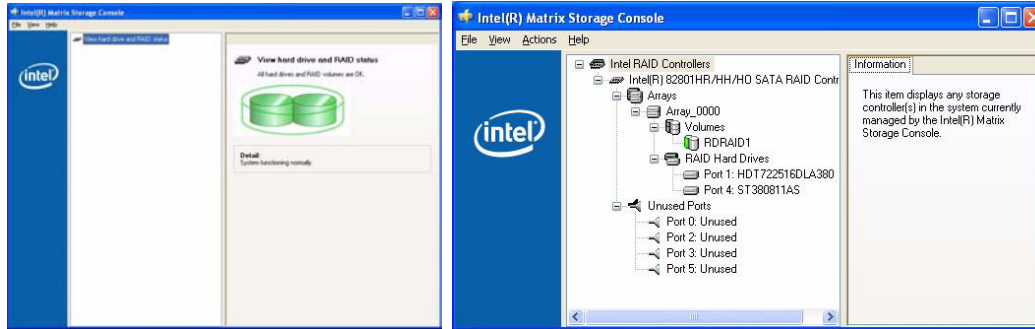 Intel(R) Matrix Storage Console
File View Help
View hard drive and RAID status
intel
View hard drive and RAID status
All hard drives and RAID volumes are OK.
Detail:
System functioning normally.
Intel(R) Matrix Storage Console
File View Actions Help
intel
Intel RAID Controllers
Intel(R) 82801HR/HH/HO SATA RAID Contr
Arrays
Array_0000
Volumes
RDRAID1
RAID Hard Drives
Port 1: HDT722516DLA380
Port 4: ST380811AS
Unused Ports
Port 0: Unused
Port 2: Unused
Port 3: Unused
Port 5: Unused
Information
This item displays any storage
controller(s) in the system currently
managed by the Intel(R) Matrix
Storage Console.